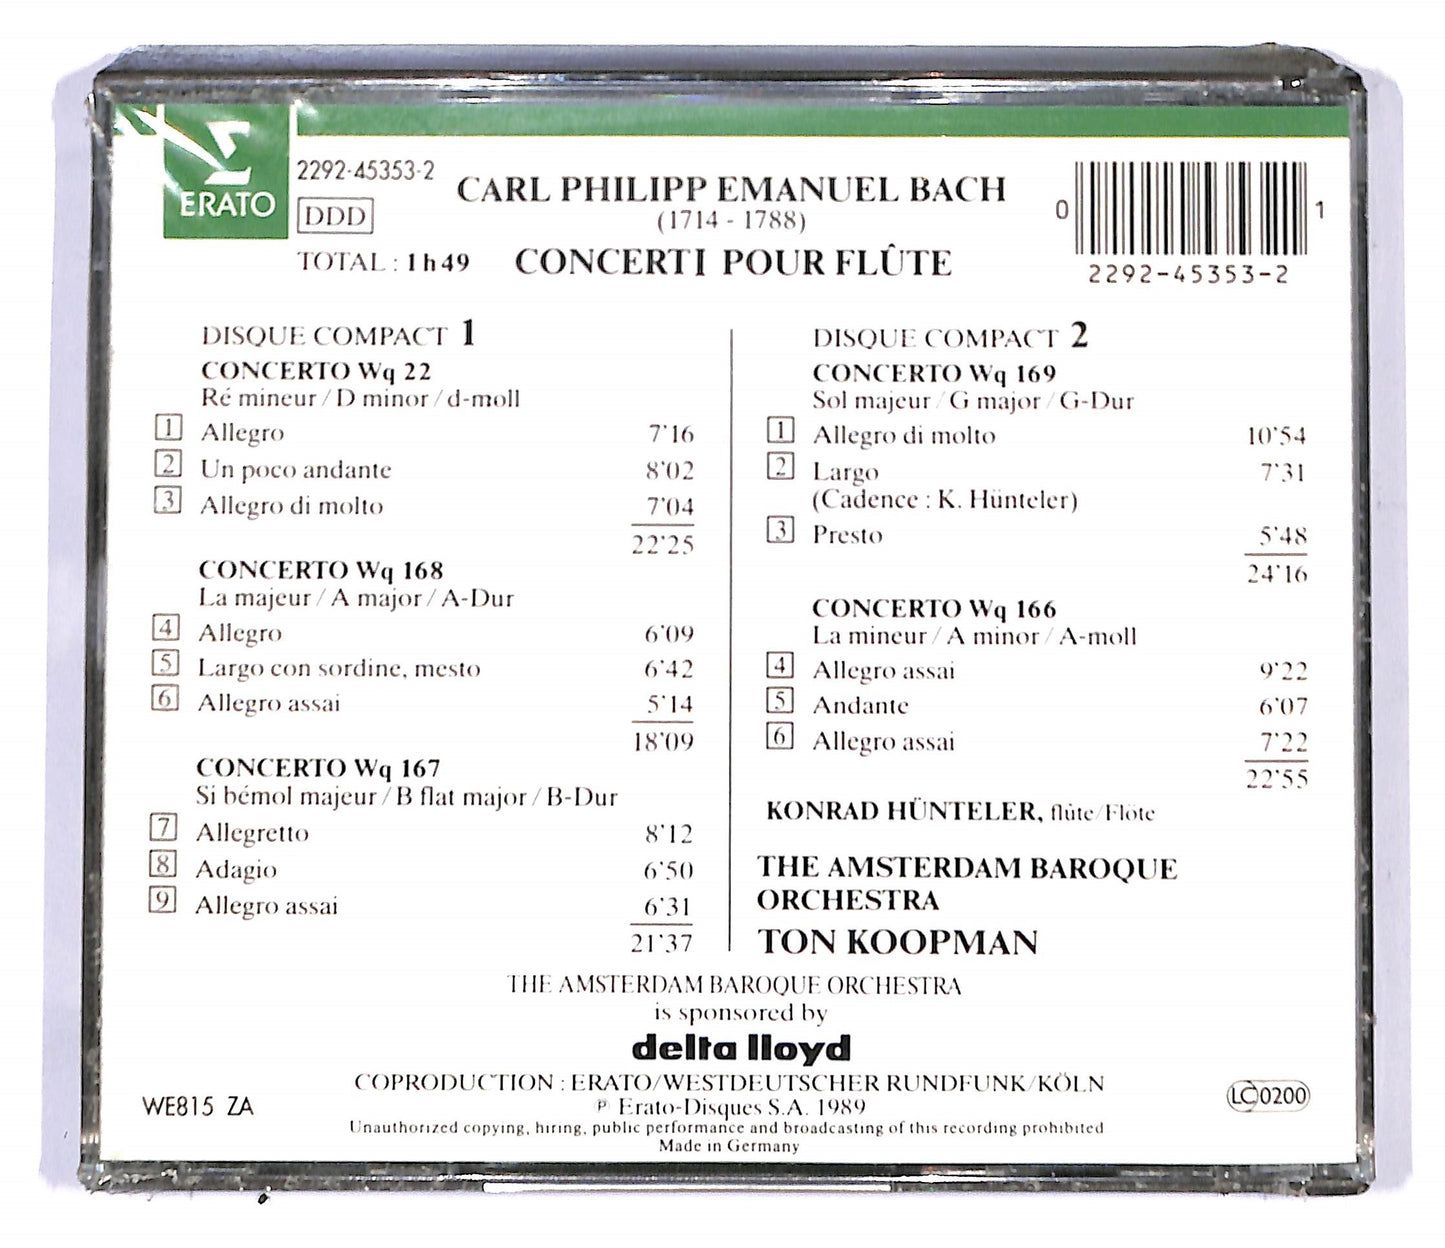 ERATO
2292-45353-2
DDD
TOTAL : 1 h 49
CARL PHILIPP EMANUEL BACH
(1714 - 1788)
CONCERTI POUR FLÛTE
0 1
2292-45353-2
DISQUE COMPACT 1
CONCERTO Wq 22
Ré mineur / D minor / d-moll
1 Allegro 7'16
2 Un poco andante 8'02
3 Allegro di molto 7'04
22'25
CONCERTO Wq 168
La majeur / A major / A-Dur
4 Allegro 6'09
5 Largo con sordine, mesto 6'42
6 Allegro assai 5'14
18'09
CONCERTO Wq 167
Si bémol majeur / B flat major / B-Dur
7 Allegretto 8'12
8 Adagio 6'50
9 Allegro assai 6'31
21'37
DISQUE COMPACT 2
CONCERTO Wq 169
Sol majeur / G major / G-Dur
1 Allegro di molto 10'54
2 Largo 7'31
(Cadence : K. Hünteler)
3 Presto 5'48
24'16
CONCERTO Wq 166
La mineur / A minor / A-moll
4 Allegro assai 9'22
5 Andante 6'07
6 Allegro assai 7'22
22'55
KONRAD HÜNTELER, flûte/Flöte
THE AMSTERDAM BAROQUE
ORCHESTRA
TON KOOPMAN
THE AMSTERDAM BAROQUE ORCHESTRA
is sponsored by
delta lloyd
COPRODUCTION : ERATO/WESTDEUTSCHER RUNDFUNK/KÖLN
WE815 ZA
℗ Erato-Disques S.A. 1989
LC 0200
Unauthorized copying, hiring, public performance and broadcasting of this recording prohibited
Made in Germany